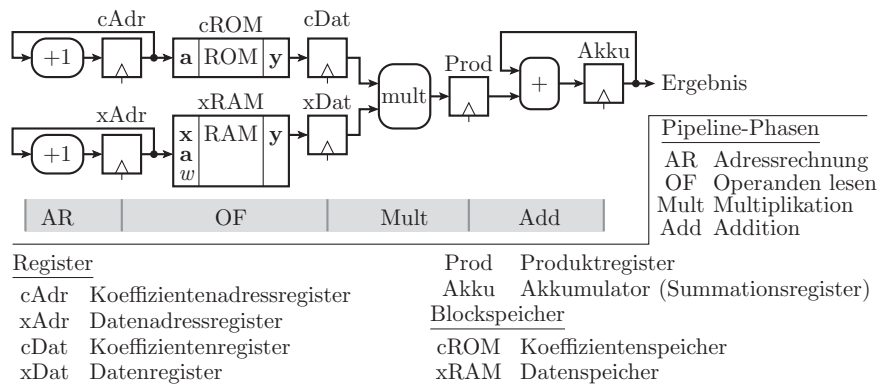 cAdr
cROM
cDat
+1
a ROM y
Prod
Akku
mult
+
Ergebnis
xAdr
xRAM
xDat
+1
x RAM y
a
w
Pipeline-Phasen
AR Adressrechnung
OF Operanden lesen
Mult Multiplikation
Add Addition
AR OF Mult Add
Register
cAdr Koeffizientenadressregister
xAdr Datenadressregister
cDat Koeffizientenregister
xDat Datenregister
Prod Produktregister
Akku Akkumulator (Summationsregister)
Blockspeicher
cROM Koeffizientenspeicher
xRAM Datenspeicher